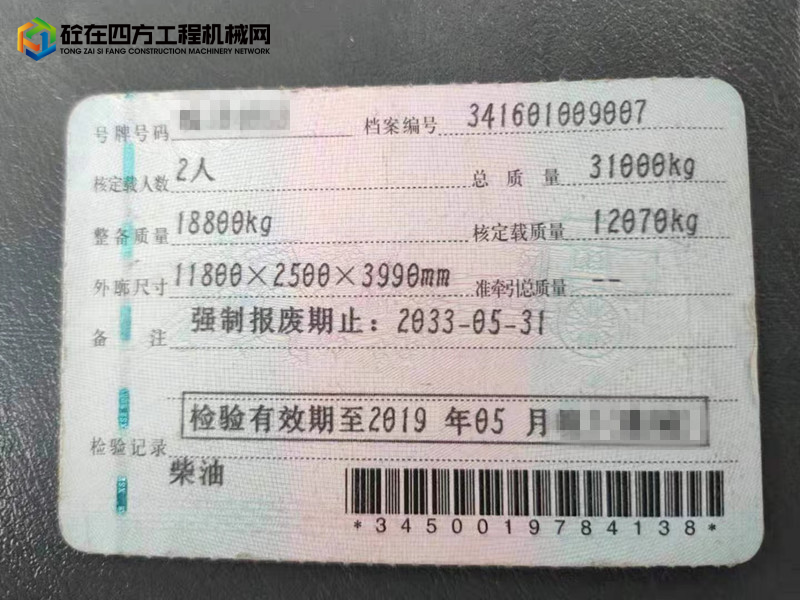 砼在四方工程机械网
TONG ZAI SI FANG CONSTRUCTION MACHINERY NETWORK
号牌号码 档案编号 341601009007
核定载人数 2人 总质量 31000kg
整备质量 18800kg 核定载质量 12070kg
外廓尺寸 11800×2500×3990mm 准牵引总质量 --
备注 强制报废期止：2033-05-31
检验有效期至2019 年05 月
检验记录
柴油
*3450019784138*